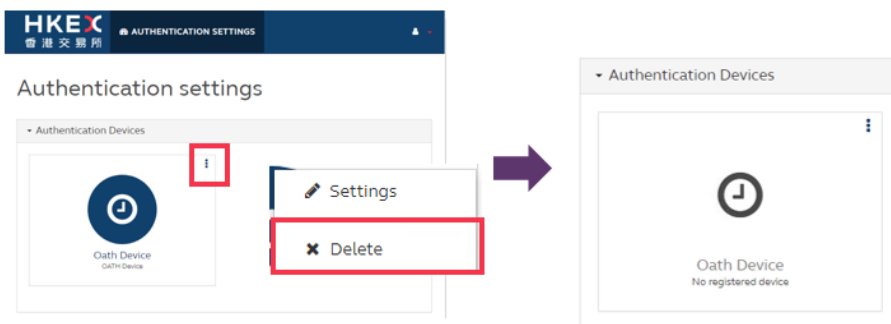 HKEX
香港交易所
AUTHENTICATION SETTINGS
Authentication settings
Authentication Devices
Oath Device
OATH Device
Settings
Delete
Authentication Devices
Oath Device
No registered device